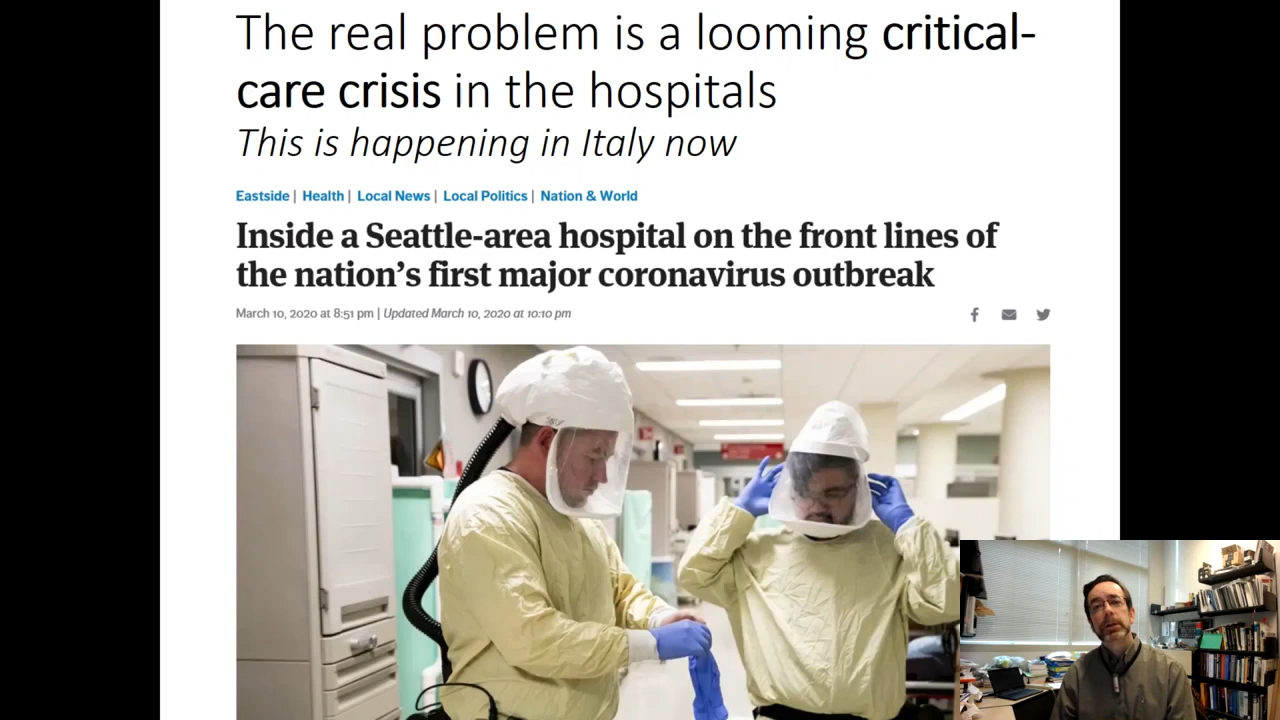 The real problem is a looming critical-
care crisis in the hospitals
This is happening in Italy now
Eastside | Health | Local News | Local Politics | Nation & World
Inside a Seattle-area hospital on the front lines of
the nation’s first major coronavirus outbreak
March 10, 2020 at 8:51 pm | Updated March 10, 2020 at 10:10 pm